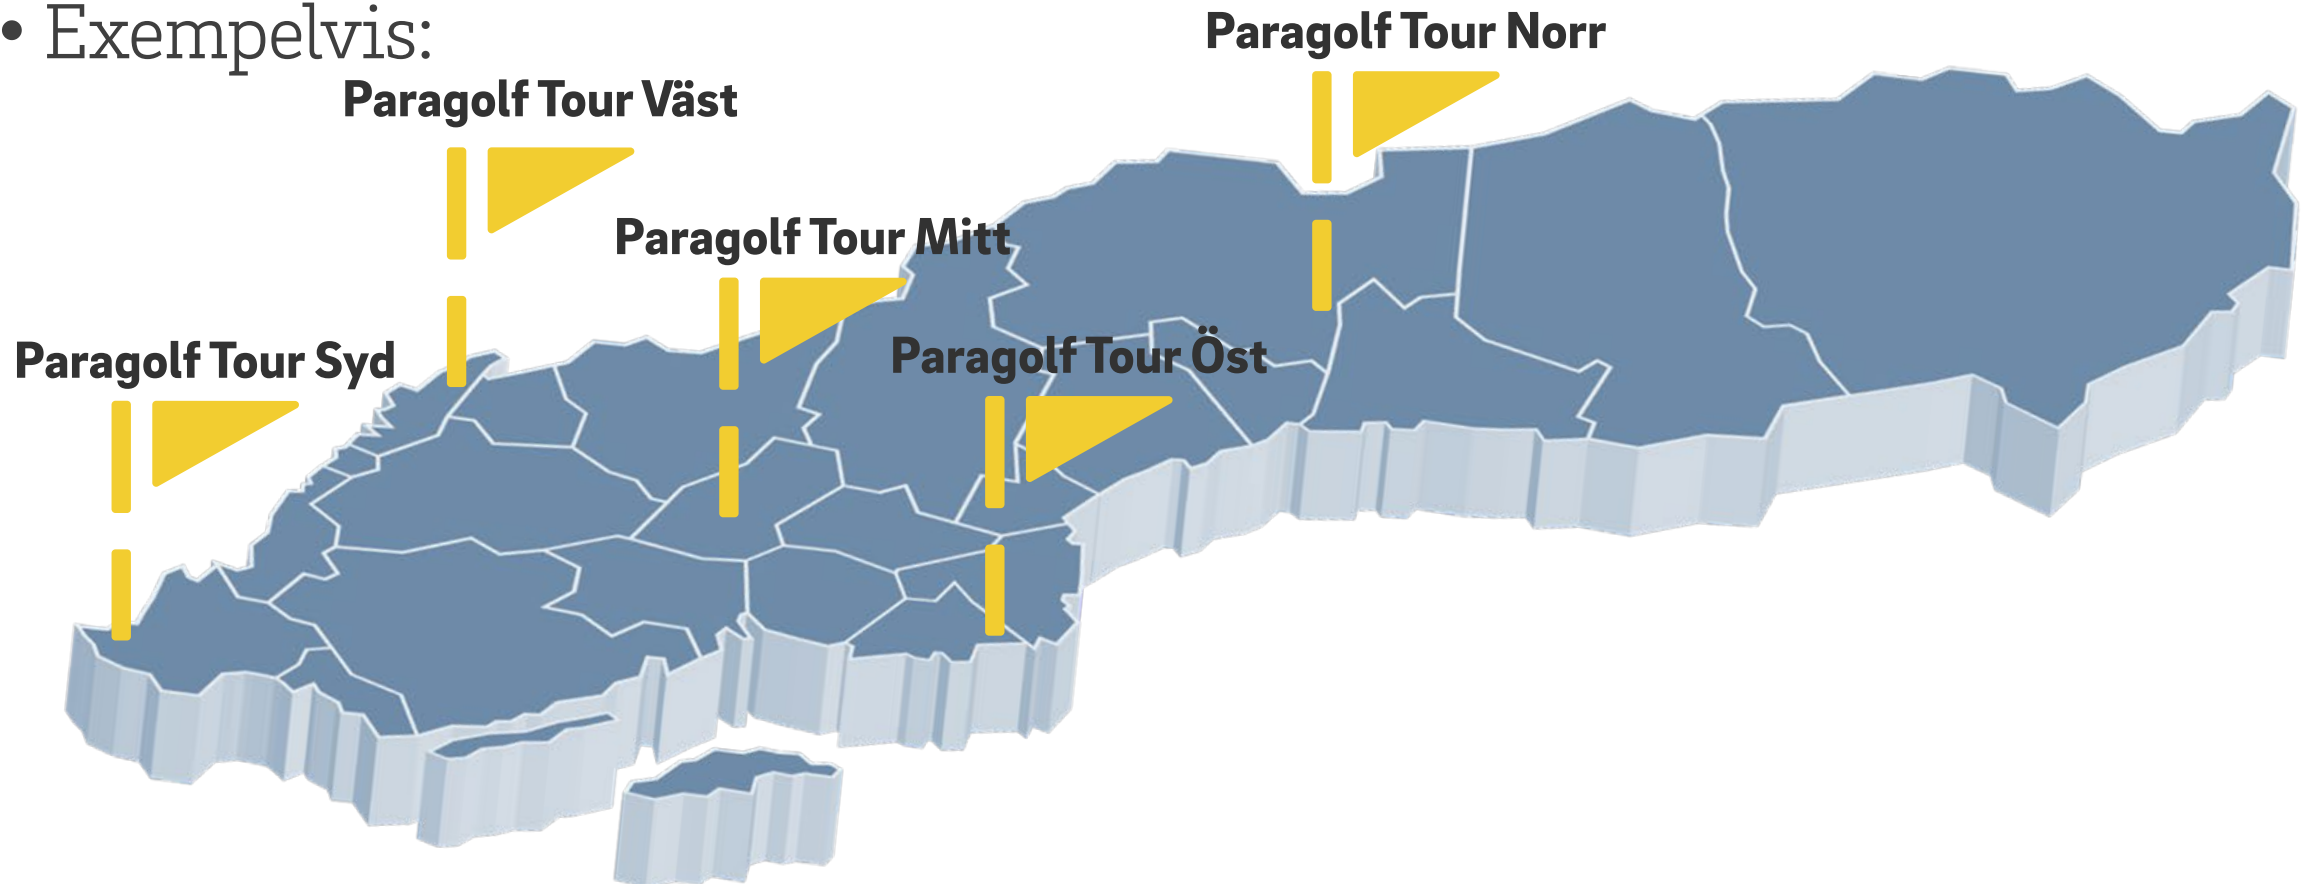 • Exempelvis:
Paragolf Tour Norr
Paragolf Tour Väst
Paragolf Tour Mitt
Paragolf Tour Öst
Paragolf Tour Syd